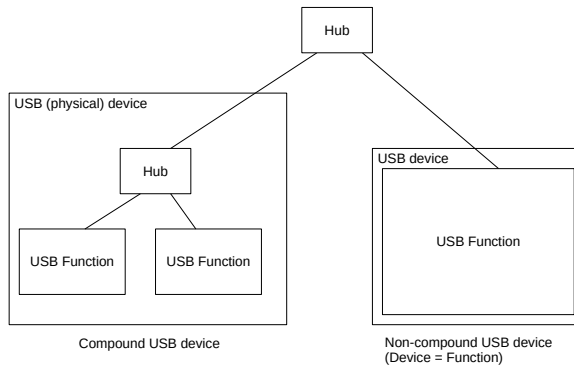 Hub
USB (physical) device
Hub
USB Function
USB Function
Compound USB device
USB device
USB Function
Non-compound USB device
(Device = Function)